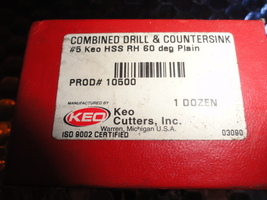 COMBINED DRILL & COUNTERSINK
#5 Keo HSS RH 60 deg Plain
PROD# 10500
1 DOZEN
MANUFACTURED BY
KEO
Keo
Cutters, Inc.
Warren, Michigan U.S.A.
ISO 9002 CERTIFIED
03090